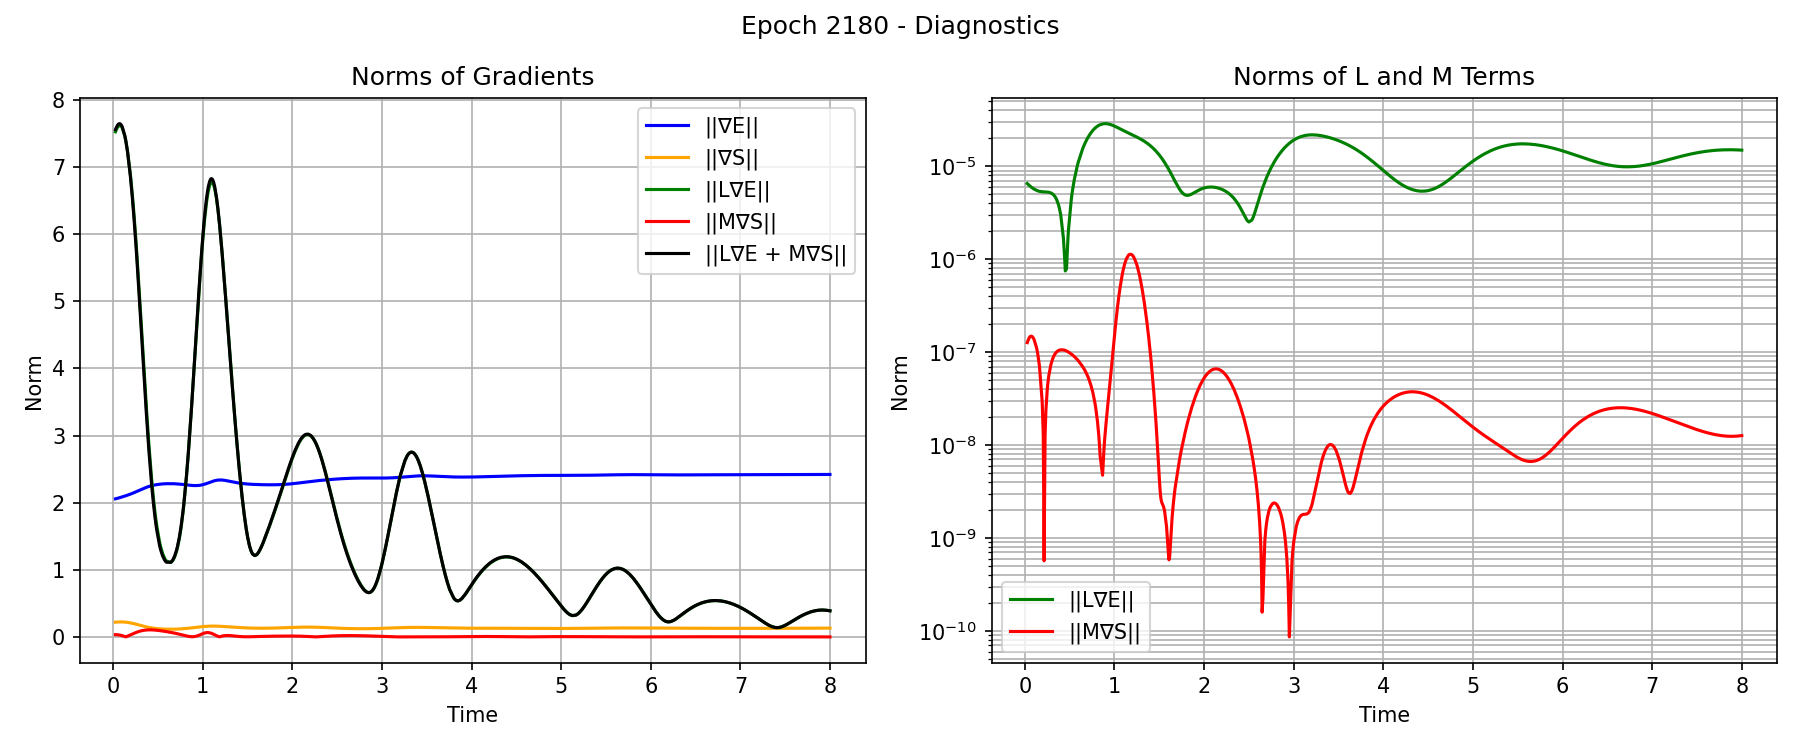 Epoch 2180 - Diagnostics
Norms of Gradients
Norm
8
7
6
5
4
3
2
1
0
0 1 2 3 4 5 6 7 8
Time
||∇E||
||∇S||
||L∇E||
||M∇S||
||L∇E + M∇S||
Norms of L and M Terms
Norm
10⁻⁵
10⁻⁶
10⁻⁷
10⁻⁸
10⁻⁹
10⁻¹⁰
0 1 2 3 4 5 6 7 8
Time
||L∇E||
||M∇S||